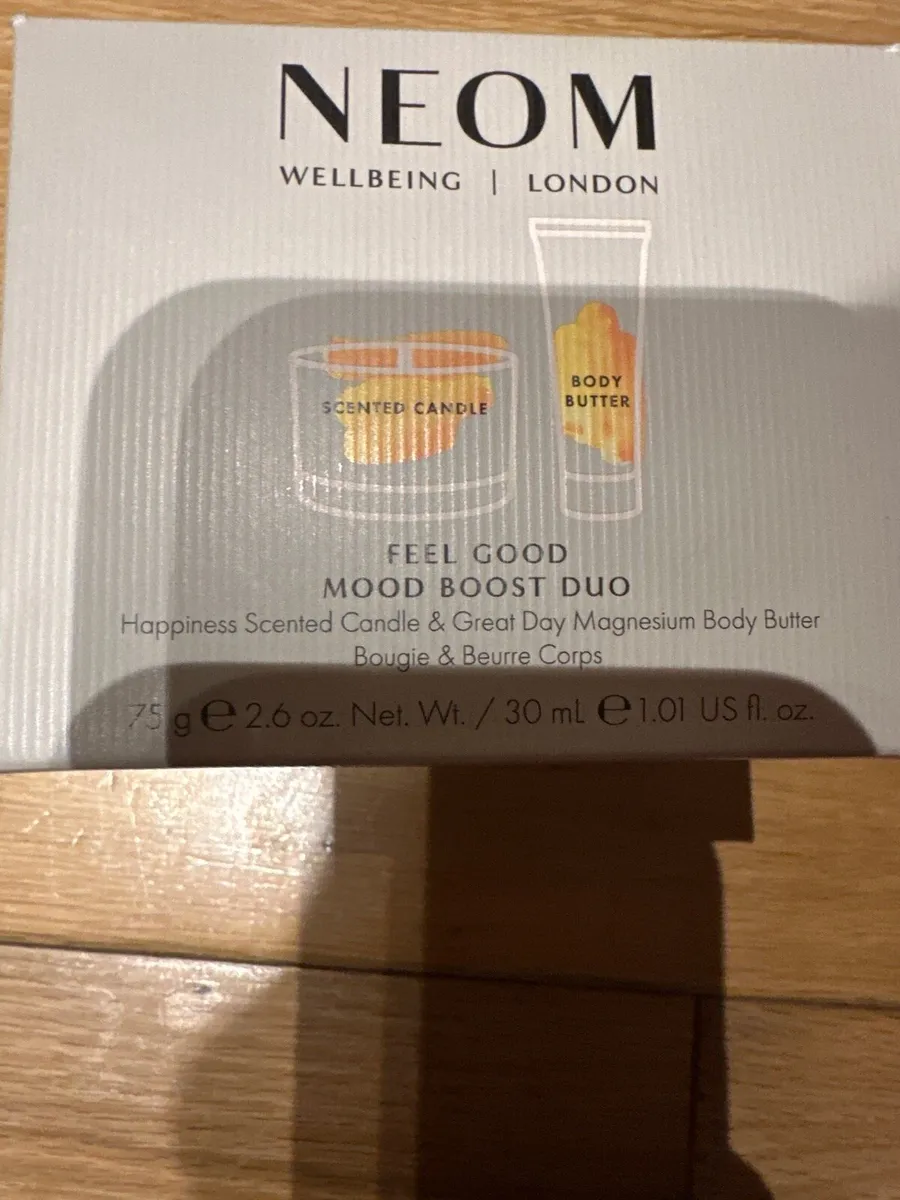 NEOM
WELLBEING | LONDON
SCENTED CANDLE
BODY
BUTTER
FEEL GOOD
MOOD BOOST DUO
Happiness Scented Candle & Great Day Magnesium Body Butter
Bougie & Beurre Corps
75 g ℮ 2.6 oz. Net. Wt. / 30 mL ℮ 1.01 US fl. oz.